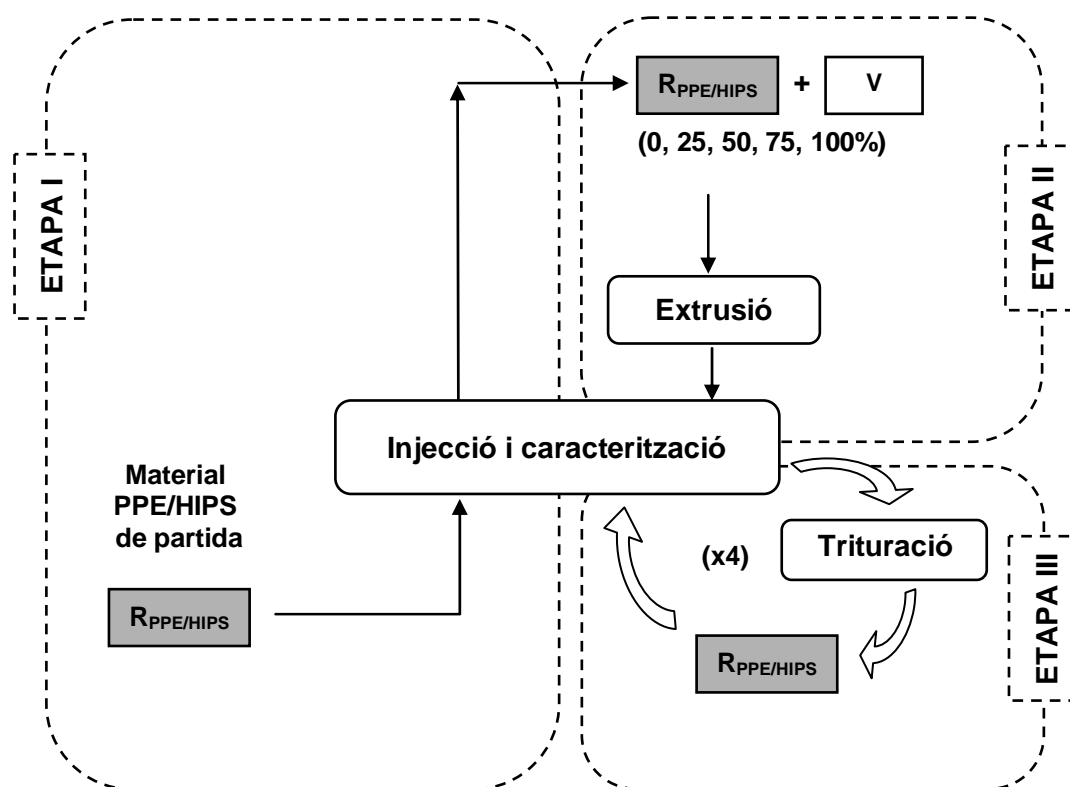 ETAPA I
Material
PPE/HIPS
de partida
RPPE/HIPS
Injecció i caracterització
ETAPA II
RPPE/HIPS + V
(0, 25, 50, 75, 100%)
Extrusió
ETAPA III
Trituració
(x4)
RPPE/HIPS